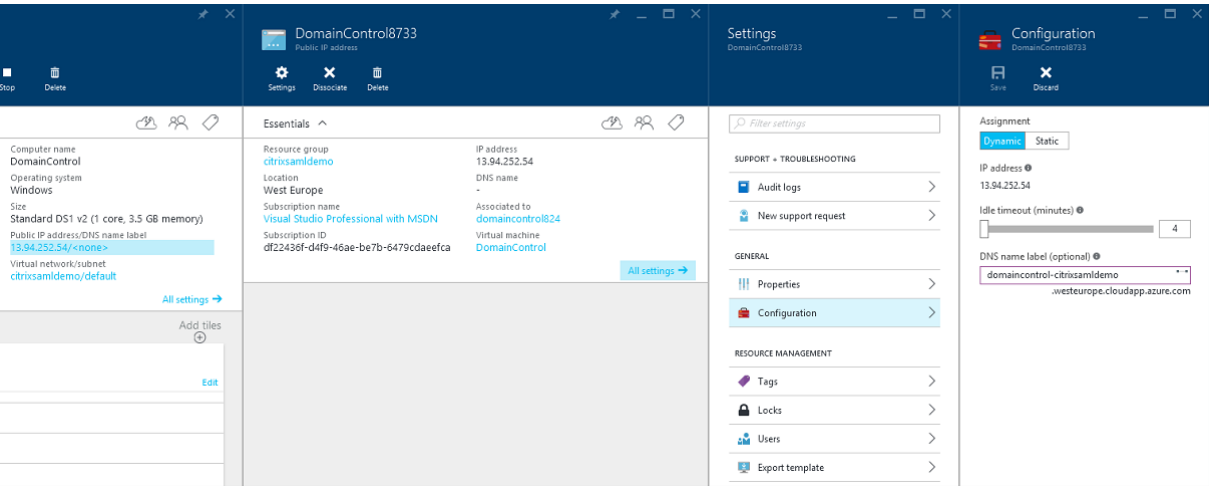 Stop
Delete
Computer name
DomainControl
Operating system
Windows
Size
Standard DS1 v2 (1 core, 3.5 GB memory)
Public IP address/DNS name label
13.94.252.54/<none>
Virtual network/subnet
citrixsamldemo/default
All settings →
Add tiles
Edit
DomainControl8733
Public IP address
Settings
Dissociate
Delete
Essentials
Resource group
citrixsamldemo
Location
West Europe
Subscription name
Visual Studio Professional with MSDN
Subscription ID
df22436f-d4f9-46ae-be7b-6479cdaeefca
IP address
13.94.252.54
DNS name
-
Associated to
domaincontrol824
Virtual machine
DomainControl
All settings →
Settings
DomainControl8733
Filter settings
SUPPORT + TROUBLESHOOTING
Audit logs
New support request
GENERAL
Properties
Configuration
RESOURCE MANAGEMENT
Tags
Locks
Users
Export template
Configuration
DomainControl8733
Save
Discard
Assignment
Dynamic Static
IP address
13.94.252.54
Idle timeout (minutes)
4
DNS name label (optional)
domaincontrol-citrixsamldemo
.westeurope.cloudapp.azure.com